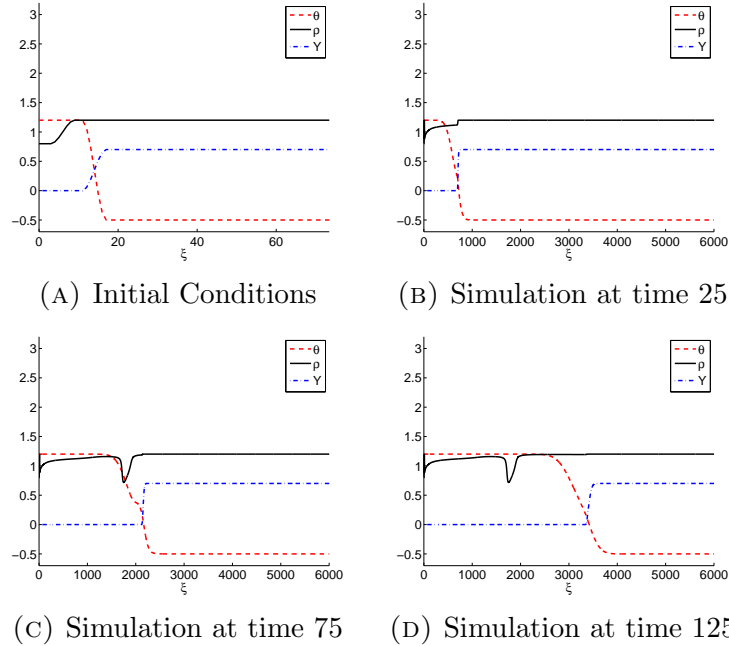 3
2.5
2
1.5
1
0.5
0
−0.5
θ
ρ
Y
0 20 40 60
ξ
(A) Initial Conditions
3
2.5
2
1.5
1
0.5
0
−0.5
θ
ρ
Y
0 1000 2000 3000 4000 5000 6000
ξ
(B) Simulation at time 25
3
2.5
2
1.5
1
0.5
0
−0.5
θ
ρ
Y
0 1000 2000 3000 4000 5000 6000
ξ
(C) Simulation at time 75
3
2.5
2
1.5
1
0.5
0
−0.5
θ
ρ
Y
0 1000 2000 3000 4000 5000 6000
ξ
(D) Simulation at time 125